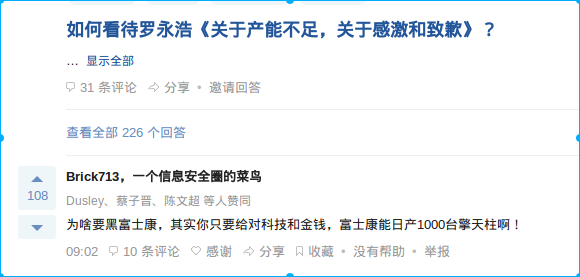 如何看待罗永浩《关于产能不足，关于感激和致歉》？
... 显示全部
31 条评论 分享 • 邀请回答
查看全部 226 个回答
Brick713，一个信息安全圈的菜鸟
108
Dusley、蔡子晋、陈文超 等人赞同
为啥要黑富士康，其实你只要给对科技和金钱，富士康能日产1000台擎天柱啊！
09:02 10 条评论 感谢 分享 收藏 • 没有帮助 • 举报